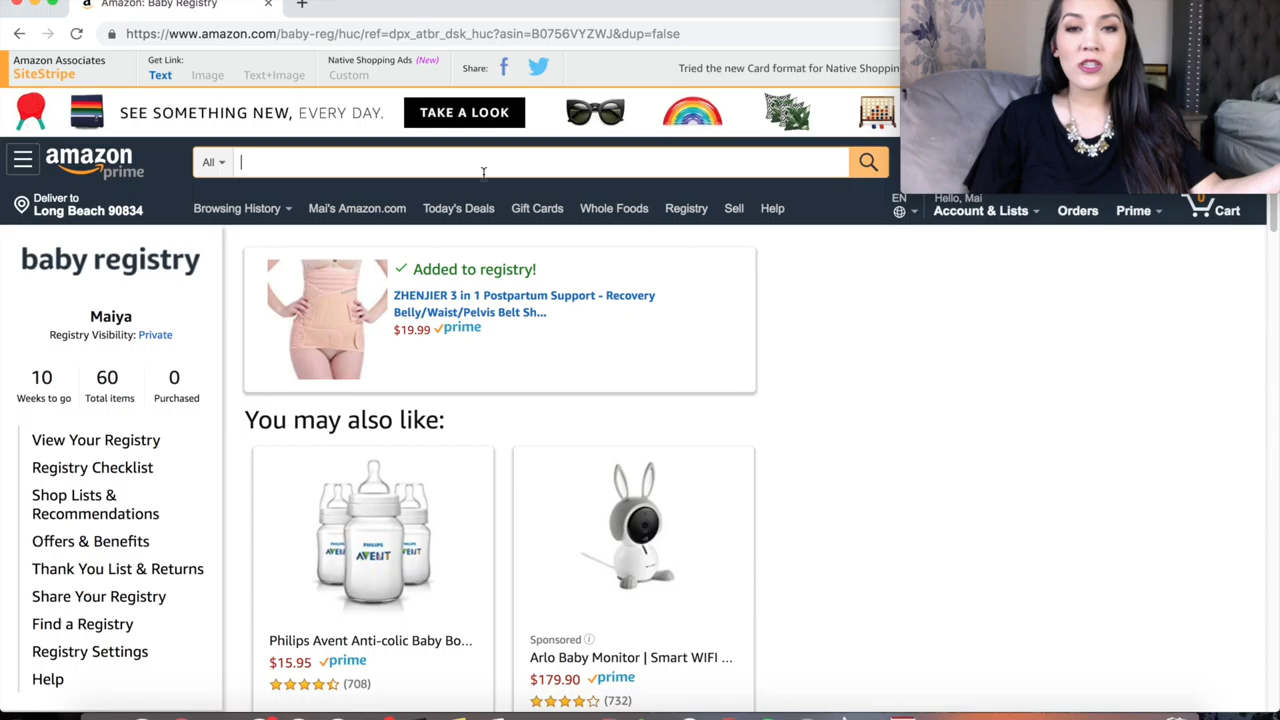 Amazon: Baby Registry
https://www.amazon.com/baby-reg/huc/ref=dpx_atbr_dsk_huc?asin=B0756VYZWJ&dup=false
Amazon Associates
SiteStripe
Get Link:
Text Image Text+Image
Native Shopping Ads (New)
Custom
Share:
Tried the new Card format for Native
SEE SOMETHING NEW, EVERY DAY.
TAKE A LOOK
amazon
prime
All
Deliver to
Long Beach 90834
Browsing History Mai's Amazon.com Today's Deals Gift Cards Whole Foods Registry Sell Help
EN
Hello, Mai
Account & Lists Orders Prime
0
Cart
baby registry
Maiya
Registry Visibility: Private
10 60 0
Weeks to go Total items Purchased
View Your Registry
Registry Checklist
Shop Lists &
Recommendations
Offers & Benefits
Thank You List & Returns
Share Your Registry
Find a Registry
Registry Settings
Help
Added to registry!
ZHENJIER 3 in 1 Postpartum Support - Recovery
Belly/Waist/Pelvis Belt Sh...
$19.99 prime
You may also like:
PHILIPS
AVENT
Philips Avent Anti-colic Baby Bo...
$15.95 prime
(708)
Sponsored
Arlo Baby Monitor | Smart WIFI ...
$179.90 prime
(732)